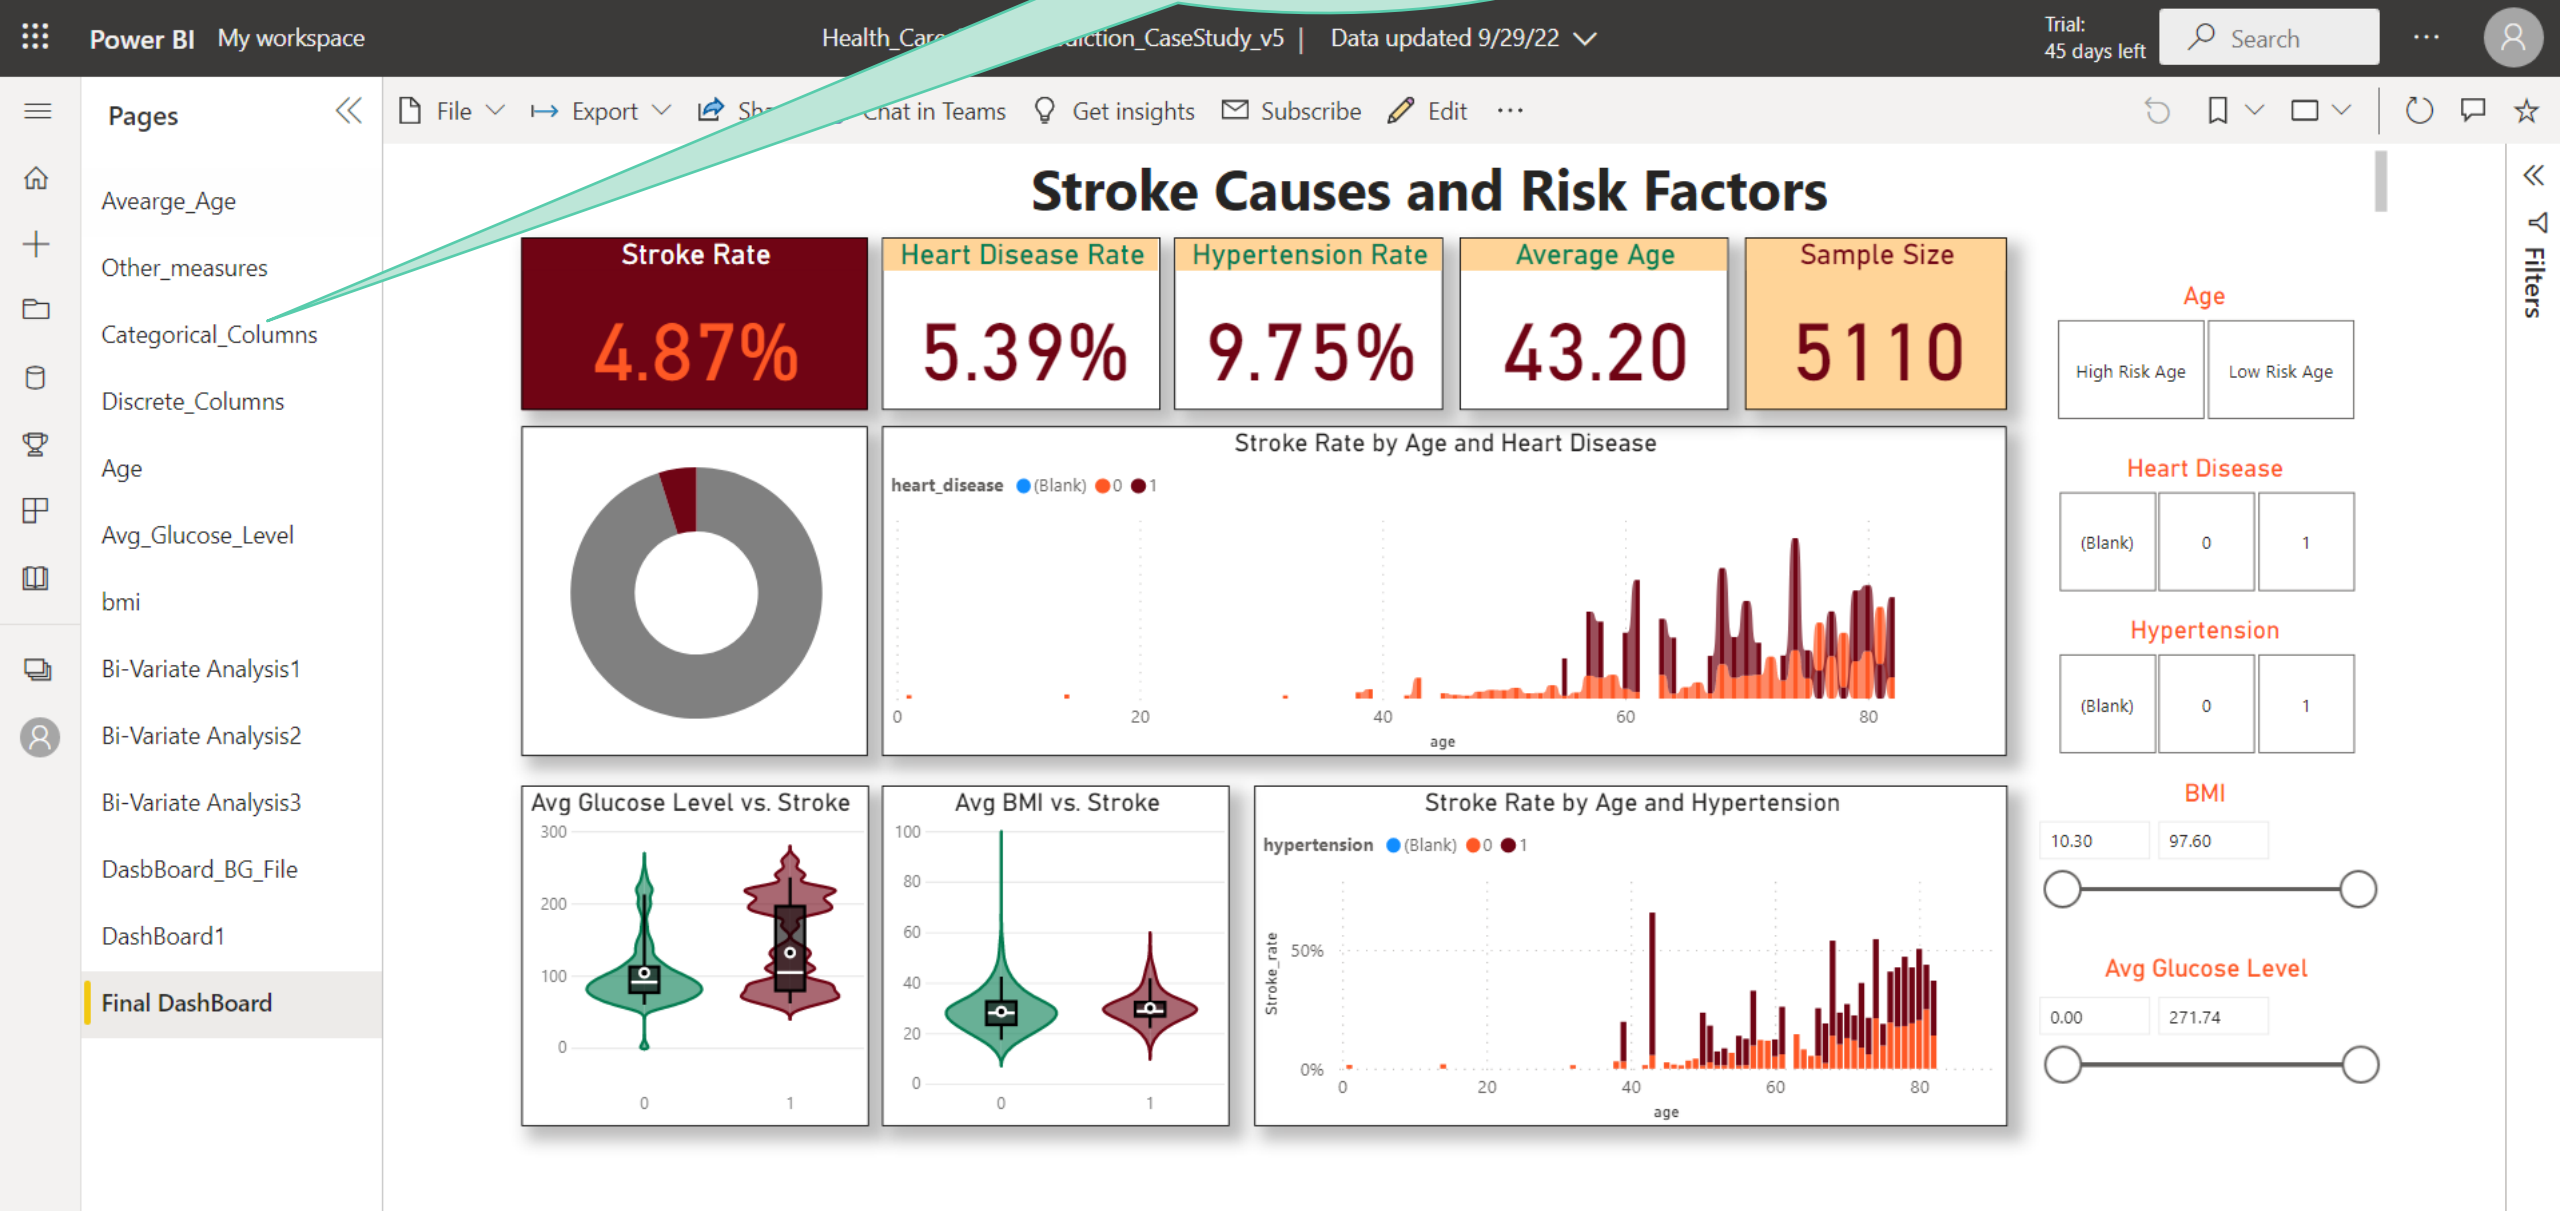 Power BI My workspace
Data updated 9/29/22
Trial:
45 days left
Search
Pages
File
Export
Chat in Teams
Get insights
Subscribe
Edit
Avearge_Age
Other_measures
Categorical_Columns
Discrete_Columns
Age
Avg_Glucose_Level
bmi
Bi-Variate Analysis1
Bi-Variate Analysis2
Bi-Variate Analysis3
DasbBoard_BG_File
DashBoard1
Final DashBoard
Stroke Causes and Risk Factors
Stroke Rate
4.87%
Heart Disease Rate
5.39%
Hypertension Rate
9.75%
Average Age
43.20
Sample Size
5110
Stroke Rate by Age and Heart Disease
heart_disease (Blank) 0 1
0 20 40 60 80
age
Avg Glucose Level vs. Stroke
300
200
100
0
0 1
Avg BMI vs. Stroke
100
80
60
40
20
0
0 1
Stroke Rate by Age and Hypertension
hypertension (Blank) 0 1
Stroke_rate
50%
0%
0 20 40 60 80
age
Age
High Risk Age Low Risk Age
Heart Disease
(Blank) 0 1
Hypertension
(Blank) 0 1
BMI
10.30 97.60
Avg Glucose Level
0.00 271.74
Filters